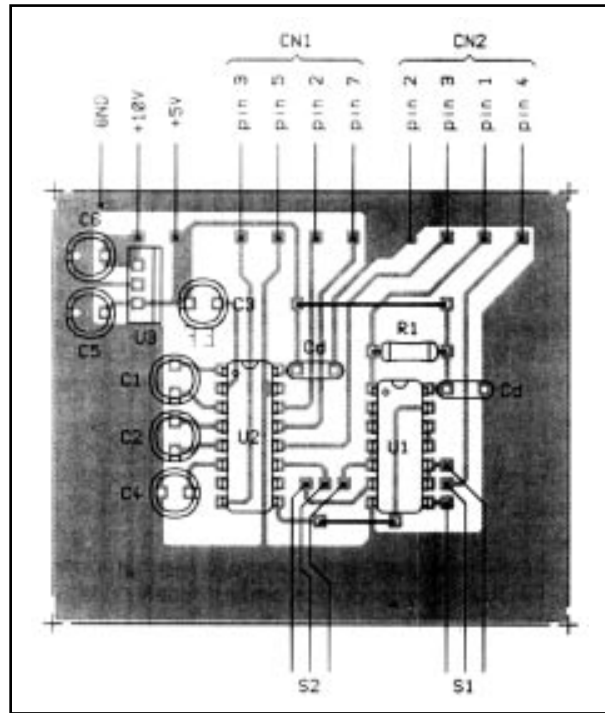 CN1 CN2
GND +10V +5V pin 3 pin 5 pin 2 pin 7 pin 2 pin 3 pin 1 pin 4
C6
C3
C5 U3
R1
Cd
C1
Cd
C2 U2 U1
C4
S2 S1